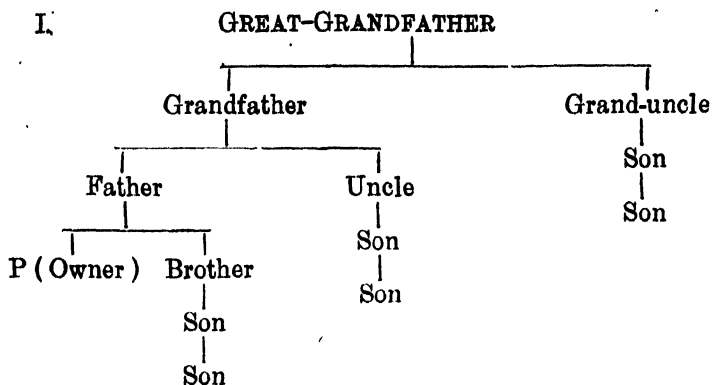 I. GREAT-GRANDFATHER
Grandfather Grand-uncle
Son
Father Uncle
Son
Son
P (Owner) Brother
Son
Son
Son